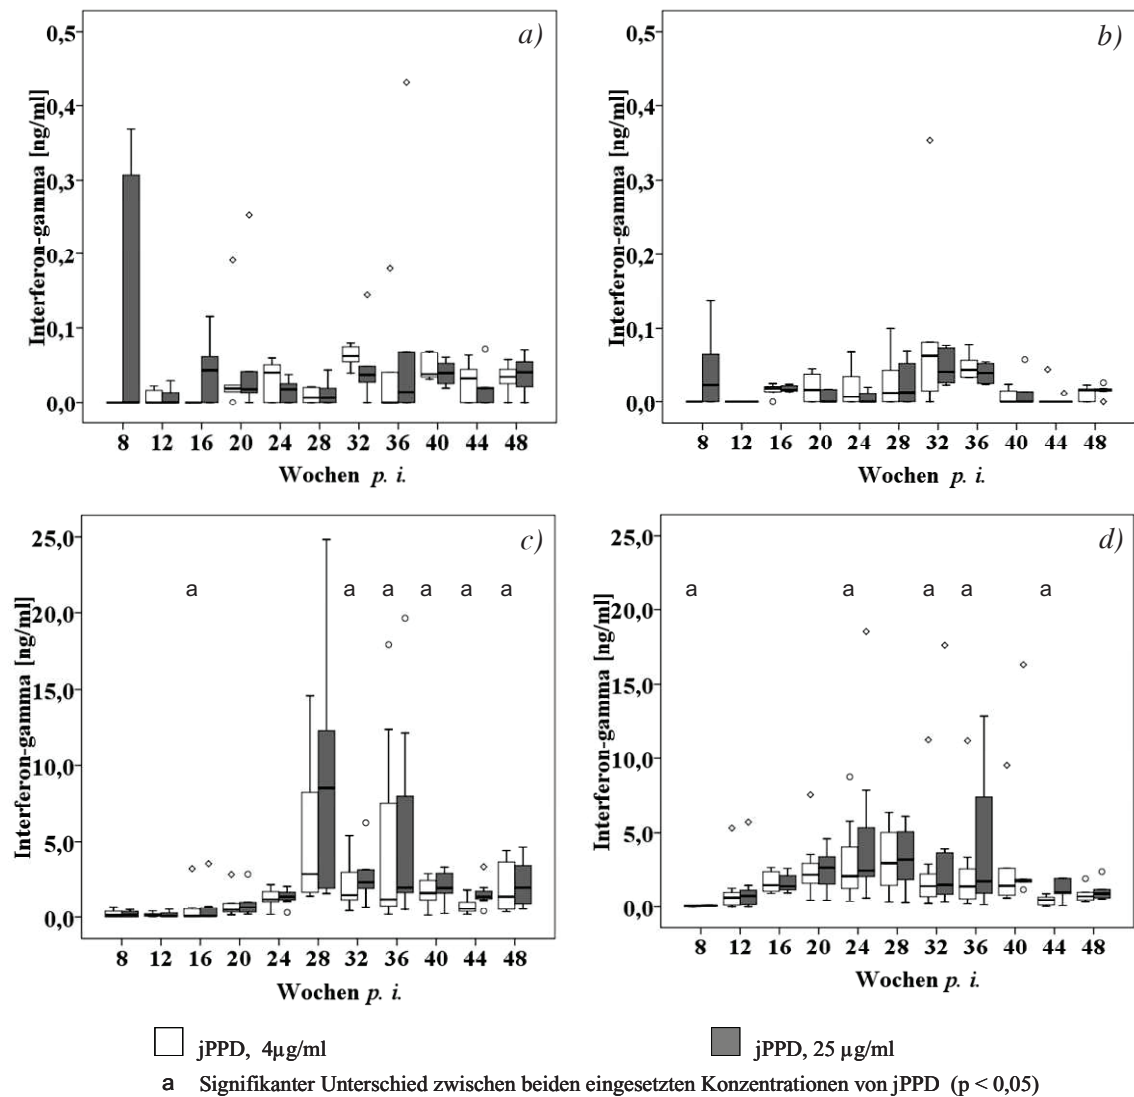 a)
Interferon-gamma [ng/ml]
0,5
0,4
0,3
0,2
0,1
0,0
8 12 16 20 24 28 32 36 40 44 48
Wochen p. i.
b)
Interferon-gamma [ng/ml]
0,5
0,4
0,3
0,2
0,1
0,0
8 12 16 20 24 28 32 36 40 44 48
Wochen p. i.
c)
Interferon-gamma [ng/ml]
25,0
20,0
15,0
10,0
5,0
0,0
a a a a a a
8 12 16 20 24 28 32 36 40 44 48
Wochen p. i.
d)
Interferon-gamma [ng/ml]
25,0
20,0
15,0
10,0
5,0
0,0
a a a a a
8 12 16 20 24 28 32 36 40 44 48
Wochen p. i.
jPPD, 4µg/ml
jPPD, 25 µg/ml
a Signifikanter Unterschied zwischen beiden eingesetzten Konzentrationen von jPPD (p < 0,05)